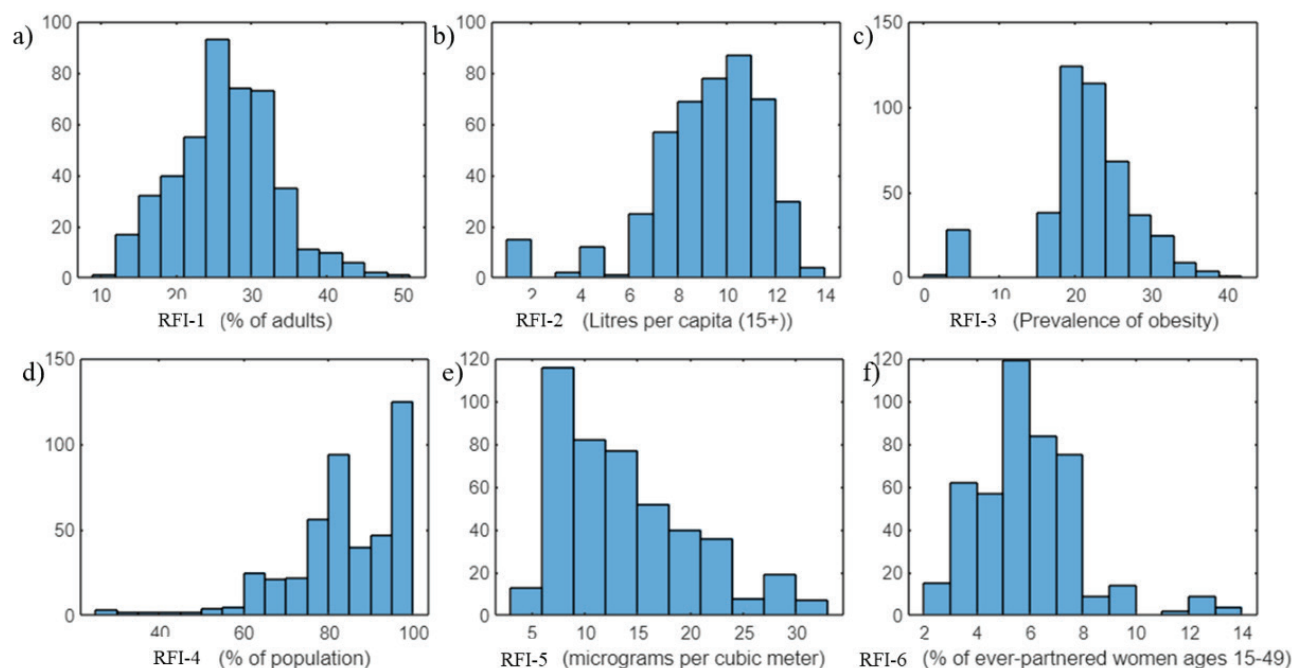 a)
100
80
60
40
20
0
10 20 30 40 50
RFI-1 (% of adults)
b)
100
80
60
40
20
0
2 4 6 8 10 12 14
RFI-2 (Litres per capita (15+))
c)
150
100
50
0
0 10 20 30 40
RFI-3 (Prevalence of obesity)
d)
150
100
50
0
40 60 80 100
RFI-4 (% of population)
e)
120
100
80
60
40
20
0
5 10 15 20 25 30
RFI-5 (micrograms per cubic meter)
f)
120
100
80
60
40
20
0
2 4 6 8 10 12 14
RFI-6 (% of ever-partnered women ages 15-49)